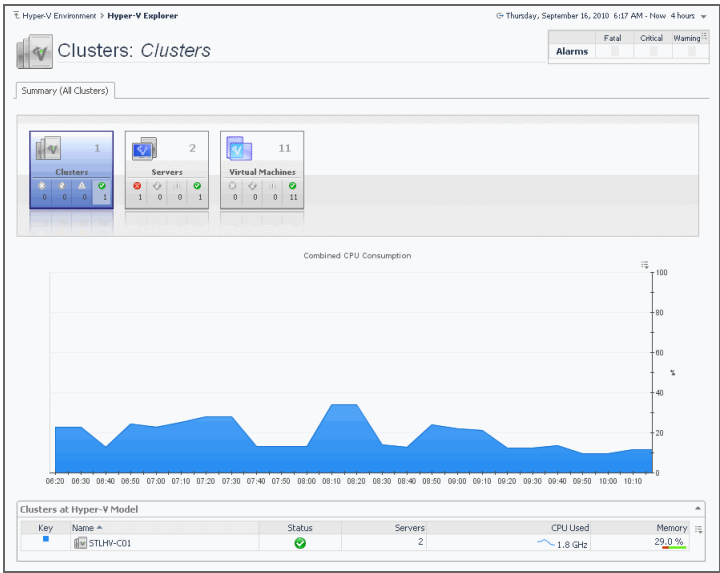 Hyper-V Environment > Hyper-V Explorer
Thursday, September 16, 2010 6:17 AM - Now 4 hours
Clusters: Clusters
Fatal Critical Warning
Alarms
Summary (All Clusters)
1 2 11
Clusters Servers Virtual Machines
0 0 0 1 1 0 0 1 0 0 0 11
Combined CPU Consumption
100
80
60
%
40
20
0
06:20 06:30 06:40 06:50 07:00 07:10 07:20 07:30 07:40 07:50 08:00 08:10 08:20 08:30 08:40 08:50 09:00 09:10 09:20 09:30 09:40 09:50 10:00 10:10
Clusters at Hyper-V Model
Key Name Status Servers CPU Used Memory
STLHV-C01 2 1.8 GHz 29.0 %